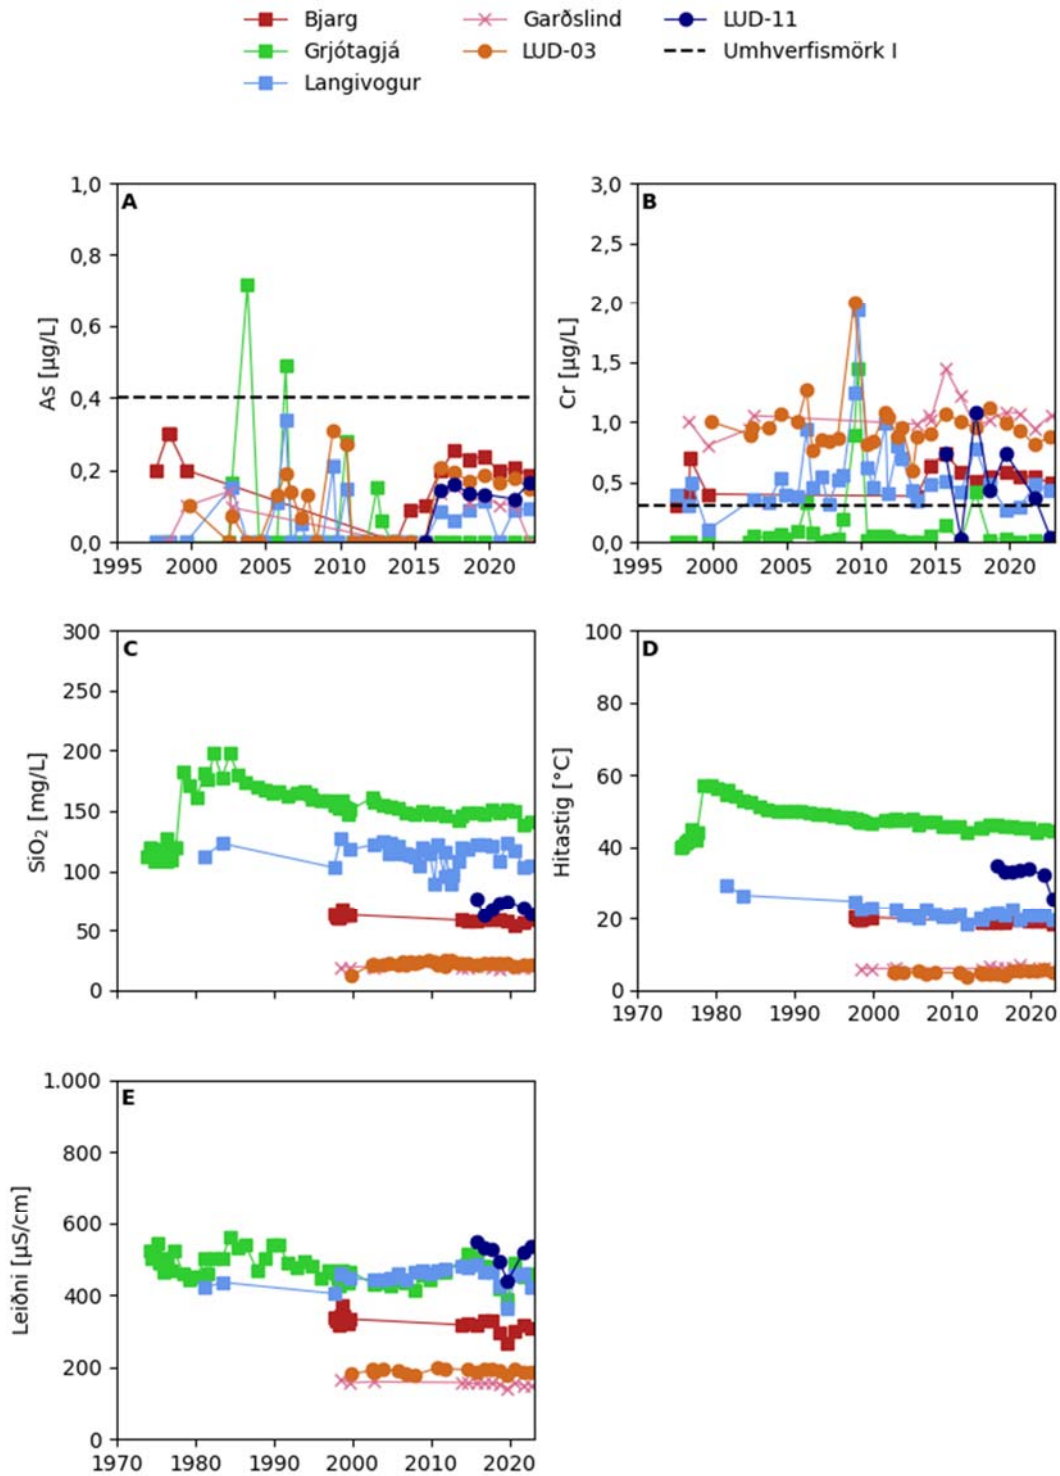 Bjarg Garðslind LUD-11
Grjótagjá LUD-03 Umhverfismörk I
Langivogur
A
1,0
0,8
0,6
0,4
0,2
0,0
As [µg/L]
1995 2000 2005 2010 2015 2020
B
3,0
2,5
2,0
1,5
1,0
0,5
0,0
Cr [µg/L]
1995 2000 2005 2010 2015 2020
C
300
250
200
150
100
50
0
SiO₂ [mg/L]
D
100
80
60
40
20
0
Hitastig [°C]
1970 1980 1990 2000 2010 2020
E
1.000
800
600
400
200
0
Leiðni [µS/cm]
1970 1980 1990 2000 2010 2020